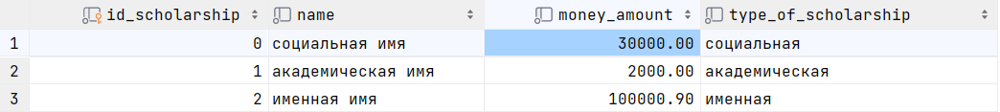 id_scholarship name money_amount type_of_scholarship
1 0 социальная имя 30000.00 социальная
2 1 академическая имя 2000.00 академическая
3 2 именная имя 100000.90 именная